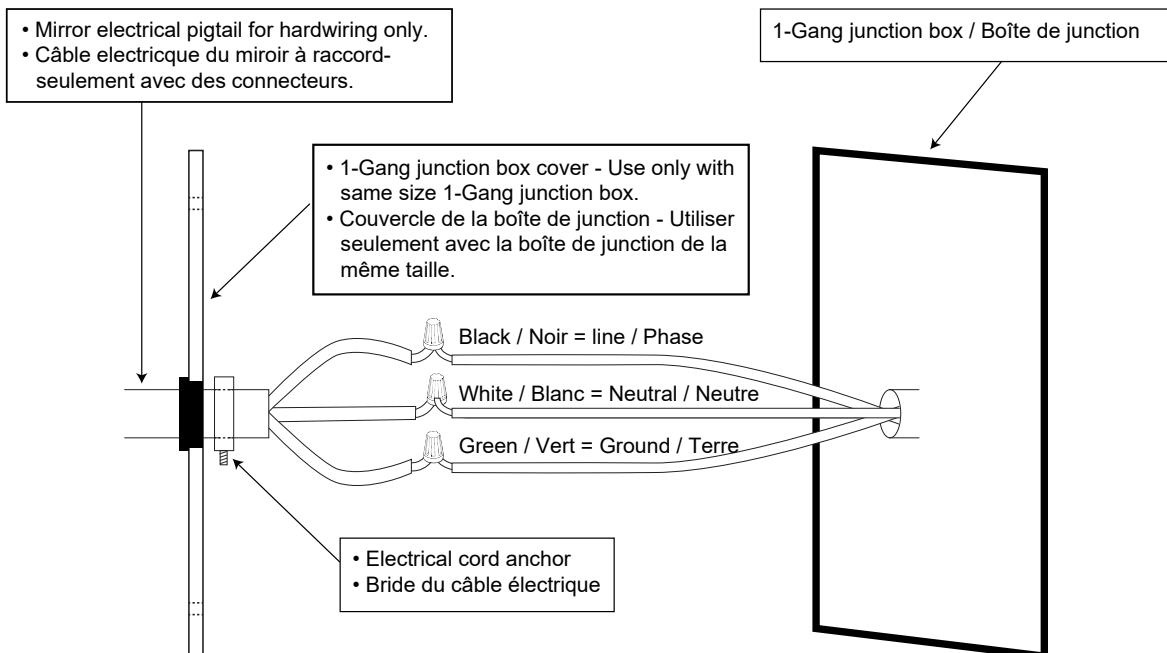 • Mirror electrical pigtail for hardwiring only.
• Câble electricque du miroir à raccord-
seulement avec des connecteurs.
1-Gang junction box / Boîte de junction
• 1-Gang junction box cover - Use only with
same size 1-Gang junction box.
• Couvercle de la boîte de junction - Utiliser
seulement avec la boîte de junction de la
même taille.
Black / Noir = line / Phase
White / Blanc = Neutral / Neutre
Green / Vert = Ground / Terre
• Electrical cord anchor
• Bride du câble électrique